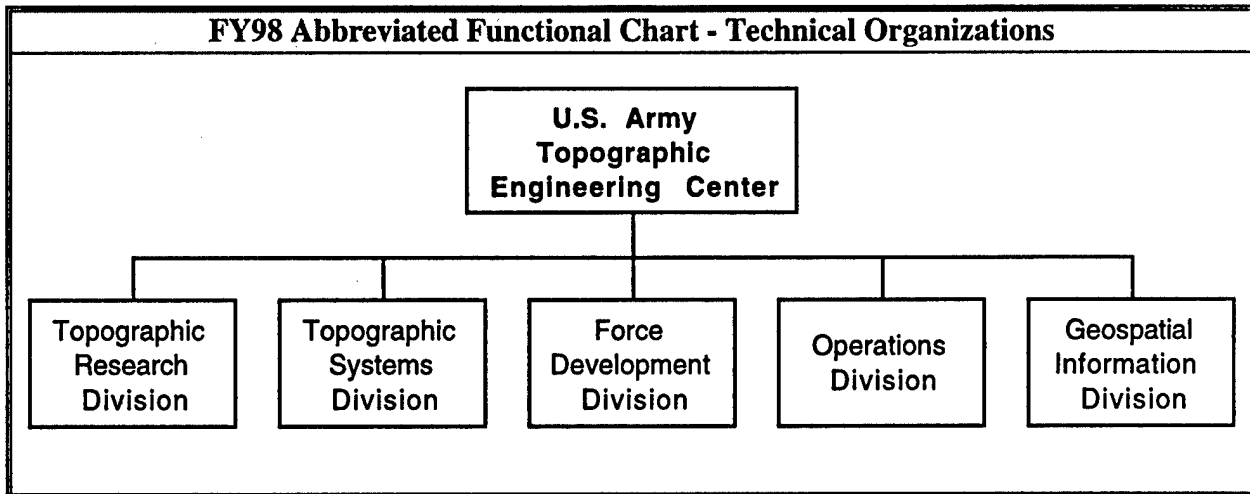 FY98 Abbreviated Functional Chart - Technical Organizations
U.S. Army
Topographic
Engineering Center
Topographic
Research
Division
Topographic
Systems
Division
Force
Development
Division
Operations
Division
Geospatial
Information
Division